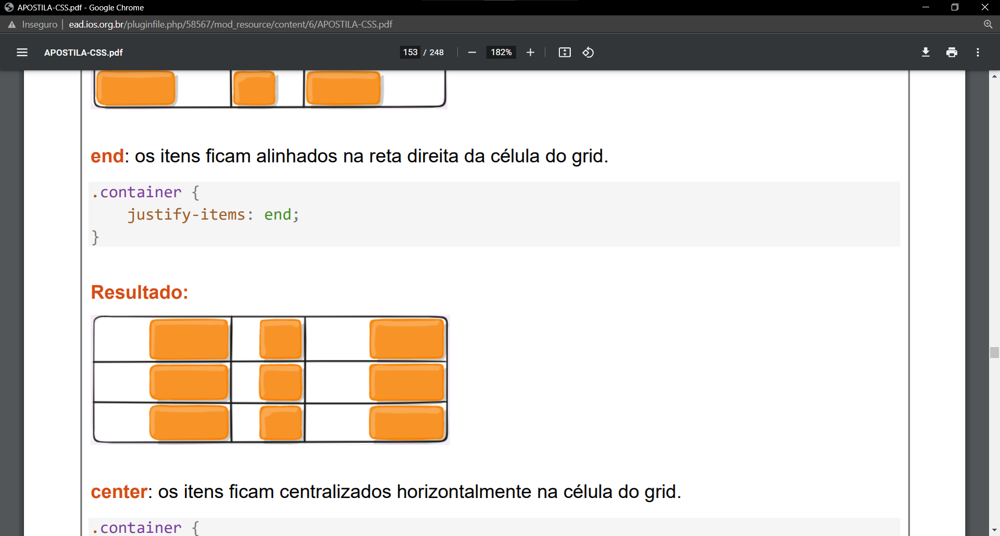 APOSTILA-CSS.pdf - Google Chrome
Inseguro | ead.ios.org.br/pluginfile.php/58567/mod_resource/content/6/APOSTILA-CSS.pdf
APOSTILA-CSS.pdf
153 / 248
182%
end: os itens ficam alinhados na reta direita da célula do grid.
.container {
    justify-items: end;
}
Resultado:
center: os itens ficam centralizados horizontalmente na célula do grid.
.container {